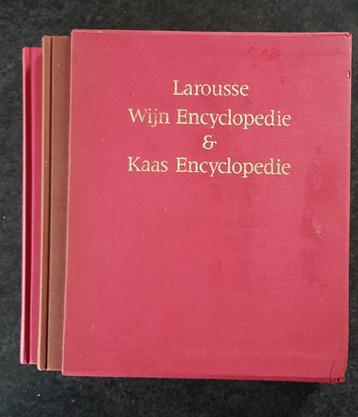 Larousse
Wijn Encyclopedie
&
Kaas Encyclopedie